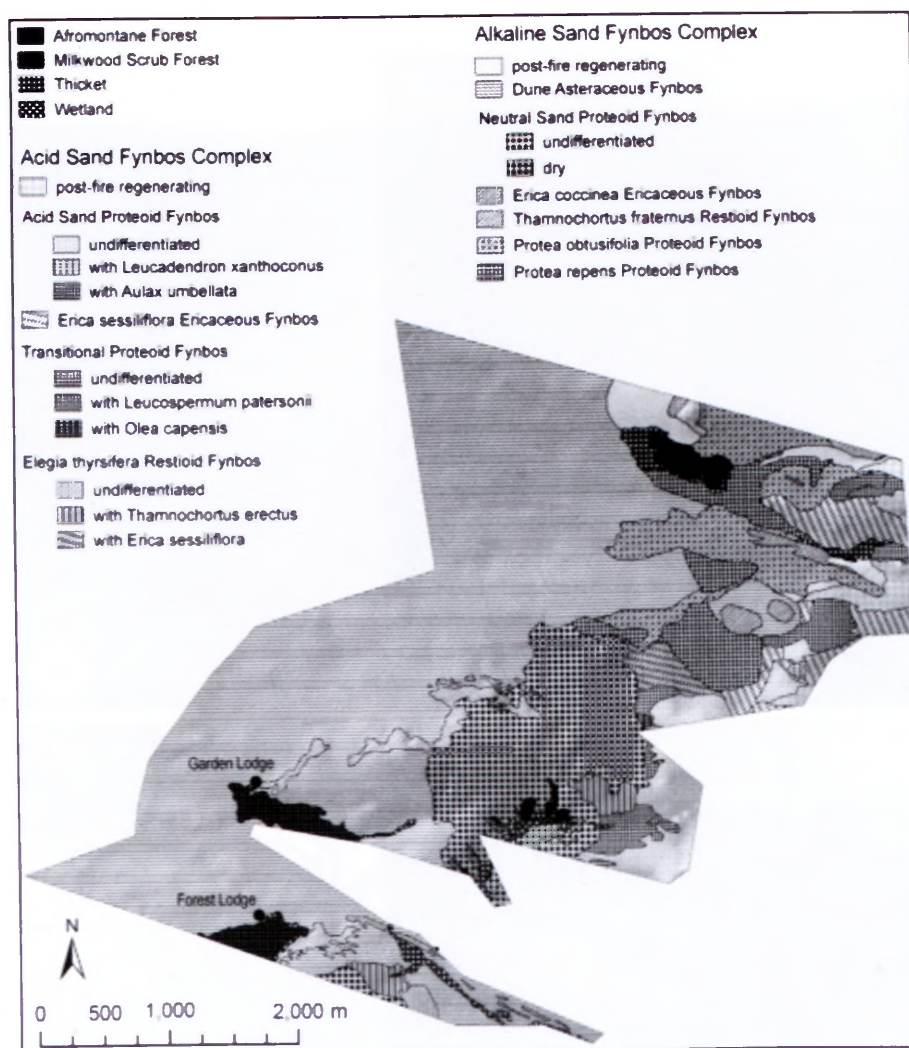 Afromontane Forest
Milkwood Scrub Forest
Thicket
Wetland
Acid Sand Fynbos Complex
post-fire regenerating
Acid Sand Proteoid Fynbos
undifferentiated
with Leucadendron xanthoconus
with Aulax umbellata
Erica sessiliflora Ericaceous Fynbos
Transitional Proteoid Fynbos
undifferentiated
with Leucospermum patersonii
with Olea capensis
Elegia thyrsifera Restioid Fynbos
undifferentiated
with Thamnochortus erectus
with Erica sessiliflora
Alkaline Sand Fynbos Complex
post-fire regenerating
Dune Asteraceous Fynbos
Neutral Sand Proteoid Fynbos
undifferentiated
dry
Erica coccinea Ericaceous Fynbos
Thamnochortus fraternus Restioid Fynbos
Protea obtusifolia Proteoid Fynbos
Protea repens Proteoid Fynbos
Garden Lodge
Forest Lodge
N
0 500 1,000 2,000 m